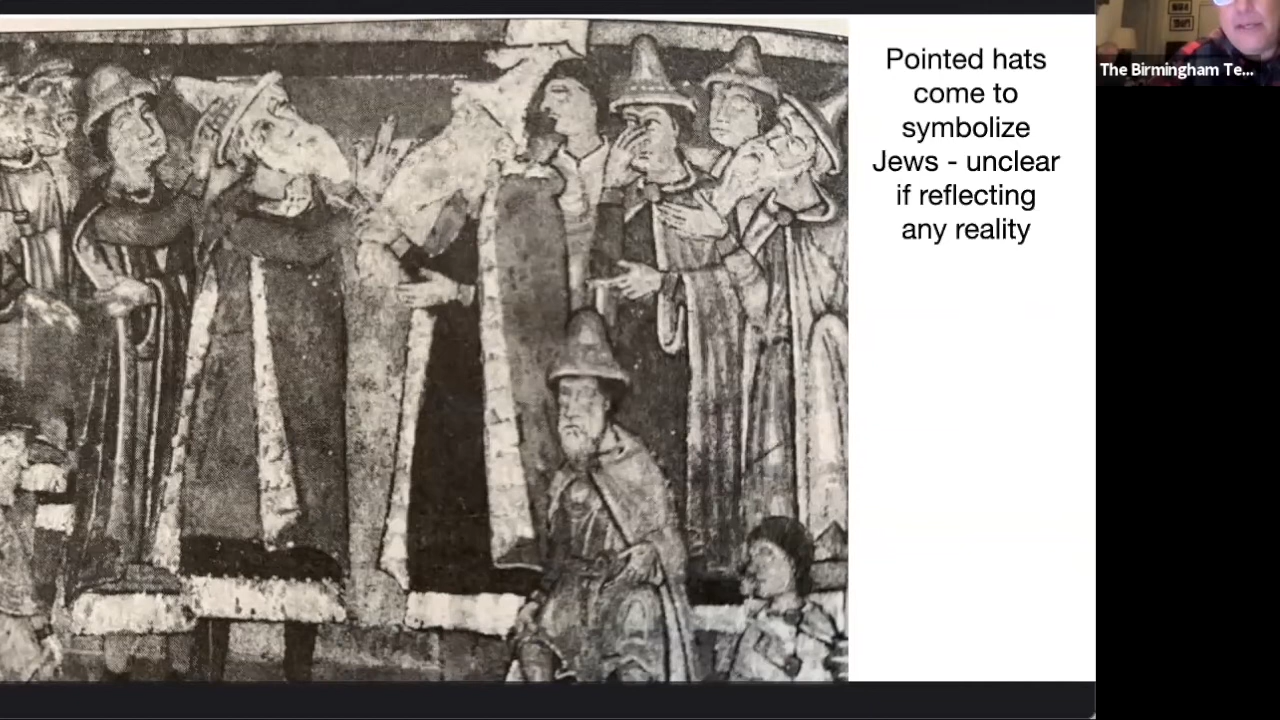 Pointed hats
come to
symbolize
Jews - unclear
if reflecting
any reality
The Birmingham Te...